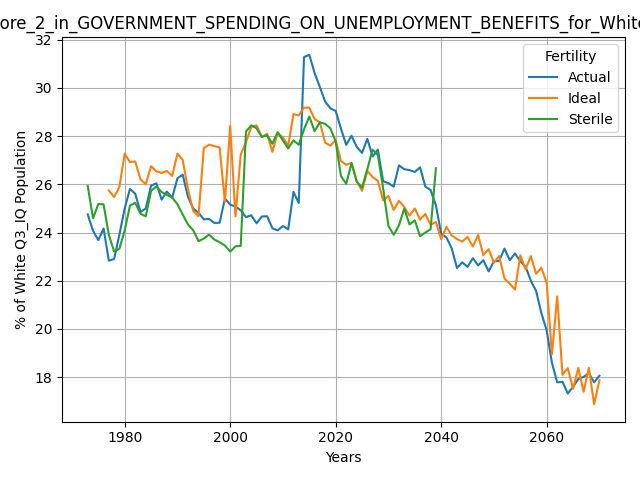 ore_2_in_GOVERNMENT_SPENDING_ON_UNEMPLOYMENT_BENEFITS_for_White
32
30
28
26
24
22
20
18
% of White Q3_IQ Population
Fertility
Actual
Ideal
Sterile
1980
2000
2020
2040
2060
Years